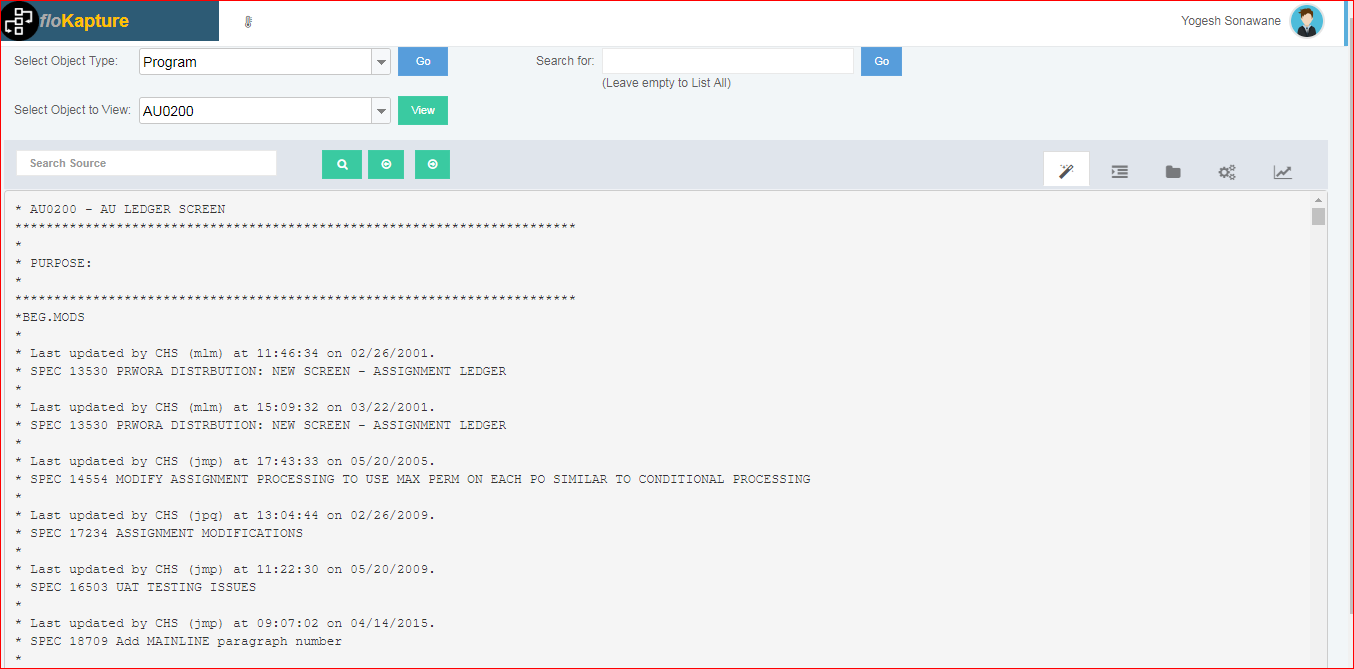 floKapture
Yogesh Sonawane
Select Object Type: Program Go Search for: Go
(Leave empty to List All)
Select Object to View: AU0200 View
Search Source
* AU0200 - AU LEDGER SCREEN
************************************************************************
*
* PURPOSE:
*
************************************************************************
*BEG.MODS
*
* Last updated by CHS (mlm) at 11:46:34 on 02/26/2001.
* SPEC 13530 PRWORA DISTRBUTION: NEW SCREEN - ASSIGNMENT LEDGER
*
* Last updated by CHS (mlm) at 15:09:32 on 03/22/2001.
* SPEC 13530 PRWORA DISTRBUTION: NEW SCREEN - ASSIGNMENT LEDGER
*
* Last updated by CHS (jmp) at 17:43:33 on 05/20/2005.
* SPEC 14554 MODIFY ASSIGNMENT PROCESSING TO USE MAX PERM ON EACH PO SIMILAR TO CONDITIONAL PROCESSING
*
* Last updated by CHS (jpq) at 13:04:44 on 02/26/2009.
* SPEC 17234 ASSIGNMENT MODIFICATIONS
*
* Last updated by CHS (jmp) at 11:22:30 on 05/20/2009.
* SPEC 16503 UAT TESTING ISSUES
*
* Last updated by CHS (jmp) at 09:07:02 on 04/14/2015.
* SPEC 18709 Add MAINLINE paragraph number
*